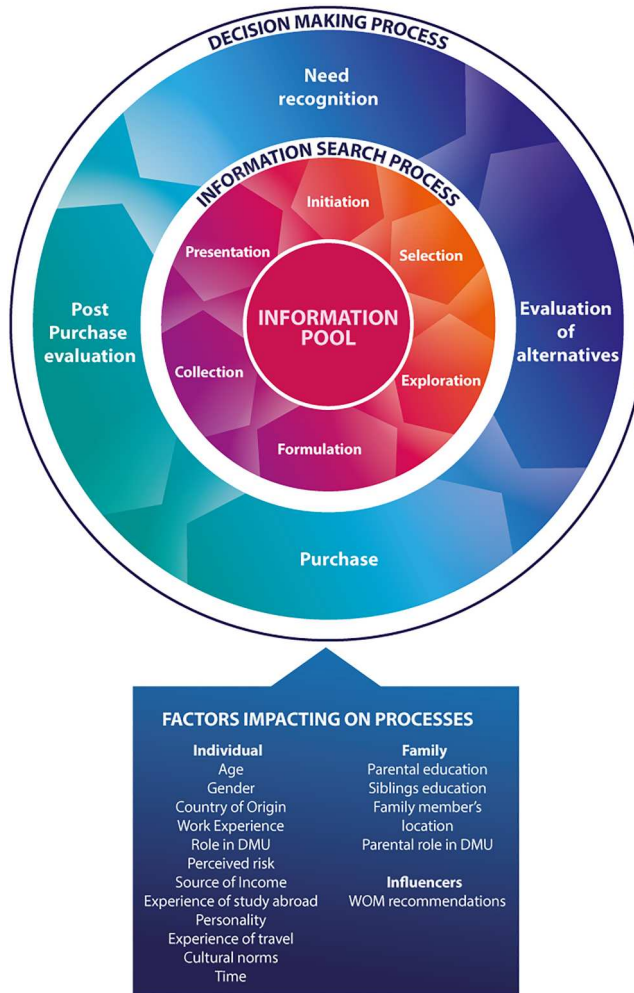 DECISION MAKING PROCESS
Need
recognition
INFORMATION SEARCH PROCESS
Initiation
Presentation
Selection
INFORMATION
POOL
Post
Purchase
evaluation
Evaluation
of
alternatives
Collection
Exploration
Formulation
Purchase
FACTORS IMPACTING ON PROCESSES
Individual
Age
Gender
Country of Origin
Work Experience
Role in DMU
Perceived risk
Source of Income
Experience of study abroad
Personality
Experience of travel
Cultural norms
Time
Family
Parental education
Siblings education
Family member's
location
Parental role in DMU
Influencers
WOM recommendations